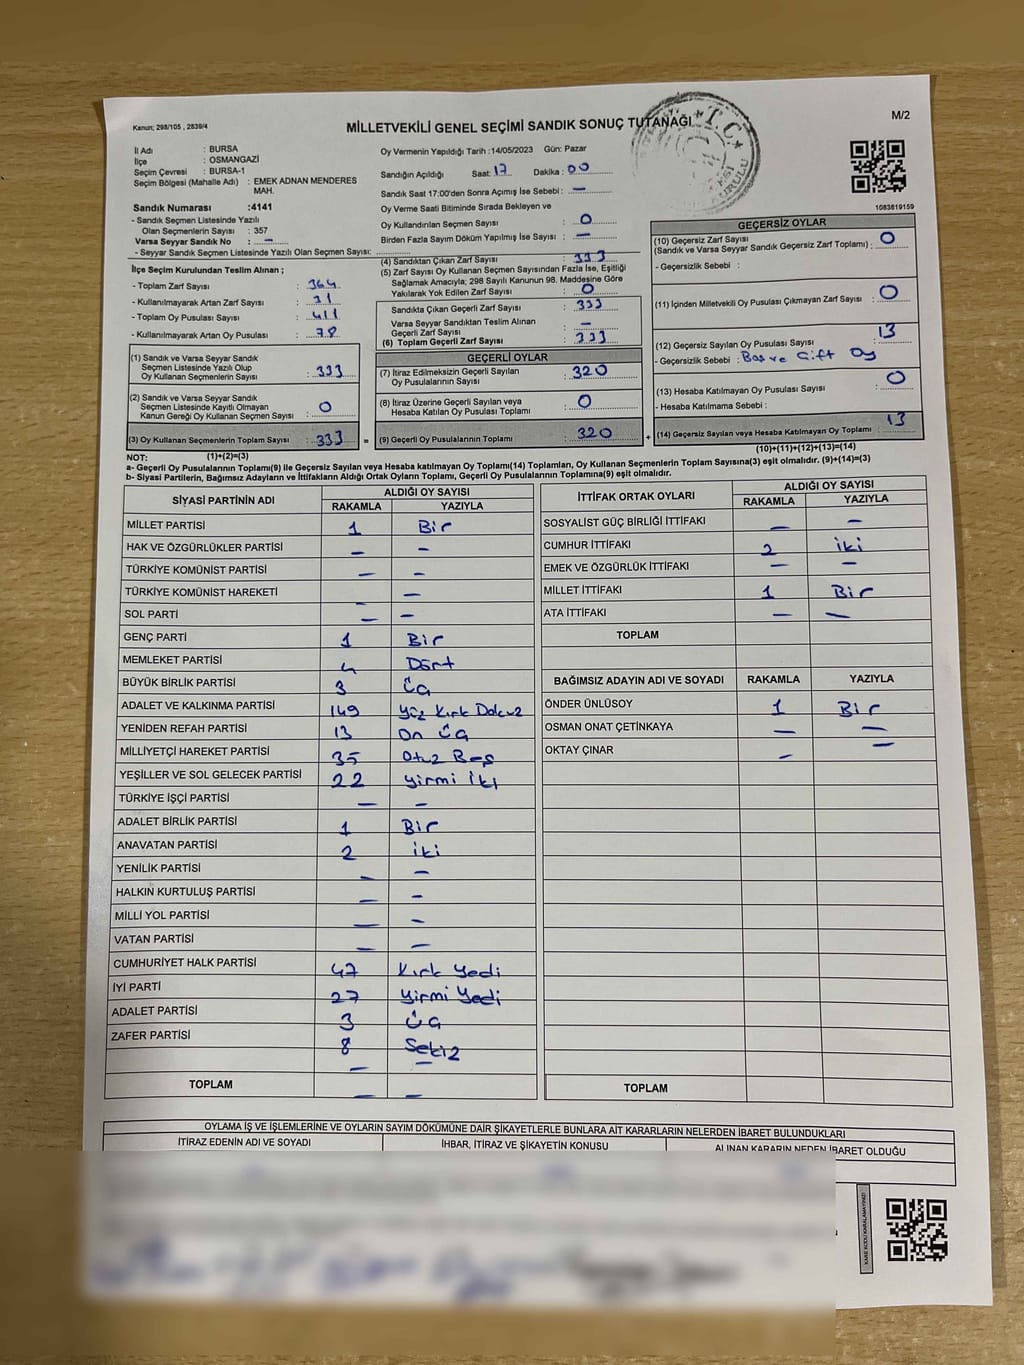 Kanun; 298/105 , 2839/4
MİLLETVEKİLİ GENEL SEÇİMİ SANDIK SONUÇ TUTANAĞI
M/2
İl Adı : BURSA
İlçe : OSMANGAZİ
Seçim Çevresi : BURSA-1
Seçim Bölgesi (Mahalle Adı) : EMEK ADNAN MENDERES MAH.
Sandık Numarası :4141
- Sandık Seçmen Listesinde Yazılı
Olan Seçmenlerin Sayısı : 357
Varsa Seyyar Sandık No : –
- Seyyar Sandık Seçmen Listesinde Yazılı Olan Seçmen Sayısı:
İlçe Seçim Kurulundan Teslim Alınan ;
- Toplam Zarf Sayısı : 364
- Kullanılmayarak Artan Zarf Sayısı : 31
- Toplam Oy Pusulası Sayısı : 411
- Kullanılmayarak Artan Oy Pusulası : 78
(1) Sandık ve Varsa Seyyar Sandık
Seçmen Listesinde Yazılı Olup
Oy Kullanan Seçmenlerin Sayısı : 333
(2) Sandık ve Varsa Seyyar Sandık
Seçmen Listesinde Kayıtlı Olmayan
Kanun Gereği Oy Kullanan Seçmen Sayısı : 0
(3) Oy Kullanan Seçmenlerin Toplam Sayısı : 333 =
Oy Vermenin Yapıldığı Tarih :14/05/2023 Gün: Pazar
Sandığın Açıldığı Saat: 17 Dakika : 00
Sandık Saat 17:00'den Sonra Açımış İse Sebebi : –
Oy Verme Saati Bitiminde Sırada Bekleyen ve
Oy Kullandırılan Seçmen Sayısı : 0
Birden Fazla Sayım Döküm Yapılmış İse Sayısı : –
(4) Sandıktan Çıkan Zarf Sayısı : 333
(5) Zarf Sayısı Oy Kullanan Seçmen Sayısından Fazla İse, Eşitliği
Sağlamak Amacıyla; 298 Sayılı Kanunun 98. Maddesine Göre
Yakılarak Yok Edilen Zarf Sayısı : 0
Sandıkta Çıkan Geçerli Zarf Sayısı : 333
Varsa Seyyar Sandıktan Teslim Alınan
Geçerli Zarf Sayısı : –
(6) Toplam Geçerli Zarf Sayısı : 333
GEÇERLİ OYLAR
(7) İtiraz Edilmeksizin Geçerli Sayılan
Oy Pusulalarının Sayısı : 320
(8) İtiraz Üzerine Geçerli Sayılan veya
Hesaba Katılan Oy Pusulası Toplamı : 0
(9) Geçerli Oy Pusulalarının Toplamı : 320 +
1083819159
GEÇERSİZ OYLAR
(10) Geçersiz Zarf Sayısı
(Sandık ve Varsa Seyyar Sandık Geçersiz Zarf Toplamı) : 0
- Geçersizlik Sebebi :
(11) İçinden Milletvekili Oy Pusulası Çıkmayan Zarf Sayısı : 0
(12) Geçersiz Sayılan Oy Pusulası Sayısı : 13
- Geçersizlik Sebebi : Boş ve Çift Oy
(13) Hesaba Katılmayan Oy Pusulası Sayısı : 0
- Hesaba Katılmama Sebebi :
(14) Geçersiz Sayılan veya Hesaba Katılmayan Oy Toplamı : 13
NOT: (1)+(2)=(3) (10)+(11)+(12)+(13)=(14)
a- Geçerli Oy Pusulalarının Toplamı(9) ile Geçersiz Sayılan veya Hesaba katılmayan Oy Toplamı(14) Toplamları, Oy Kullanan Seçmenlerin Toplam Sayısına(3) eşit olmalıdır. (9)+(14)=(3)
b- Siyasi Partilerin, Bağımsız Adayların ve İttifakların Aldığı Ortak Oyların Toplamı, Geçerli Oy Pusulalarının Toplamına(9) eşit olmalıdır.
SİYASİ PARTİNİN ADI ALDIĞI OY SAYISI
RAKAMLA YAZIYLA
MİLLET PARTİSİ 1 Bir
HAK VE ÖZGÜRLÜKLER PARTİSİ – –
TÜRKİYE KOMÜNİST PARTİSİ – –
TÜRKİYE KOMÜNİST HAREKETİ – –
SOL PARTİ – –
GENÇ PARTİ 1 Bir
MEMLEKET PARTİSİ 4 Dört
BÜYÜK BİRLİK PARTİSİ 3 Üç
ADALET VE KALKINMA PARTİSİ 149 Yüz Kırk Dokuz
YENİDEN REFAH PARTİSİ 13 On Üç
MİLLİYETÇİ HAREKET PARTİSİ 35 Otuz Beş
YEŞİLLER VE SOL GELECEK PARTİSİ 22 Yirmi İki
TÜRKİYE İŞÇİ PARTİSİ – –
ADALET BİRLİK PARTİSİ 1 Bir
ANAVATAN PARTİSİ 2 İki
YENİLİK PARTİSİ – –
HALKIN KURTULUŞ PARTİSİ – –
MİLLİ YOL PARTİSİ – –
VATAN PARTİSİ – –
CUMHURİYET HALK PARTİSİ 47 Kırk Yedi
İYİ PARTİ 27 Yirmi Yedi
ADALET PARTİSİ 3 Üç
ZAFER PARTİSİ 8 Sekiz
– –
TOPLAM – –
İTTİFAK ORTAK OYLARI ALDIĞI OY SAYISI
RAKAMLA YAZIYLA
SOSYALİST GÜÇ BİRLİĞİ İTTİFAKI – –
CUMHUR İTTİFAKI 2 iki
EMEK VE ÖZGÜRLÜK İTTİFAKI – –
MİLLET İTTİFAKI 1 Bir
ATA İTTİFAKI – –
TOPLAM
BAĞIMSIZ ADAYIN ADI VE SOYADI RAKAMLA YAZIYLA
ÖNDER ÜNLÜSOY 1 Bir
OSMAN ONAT ÇETİNKAYA – –
OKTAY ÇINAR – –
TOPLAM
OYLAMA İŞ VE İŞLEMLERİNE VE OYLARIN SAYIM DÖKÜMÜNE DAİR ŞİKAYETLERLE BUNLARA AİT KARARLARIN NELERDEN İBARET BULUNDUKLARI
İTİRAZ EDENİN ADI VE SOYADI İHBAR, İTİRAZ VE ŞİKAYETİN KONUSU ALINAN KARARIN NEDEN İBARET OLDUĞU
KARE KODU KARALAMAYINIZ!